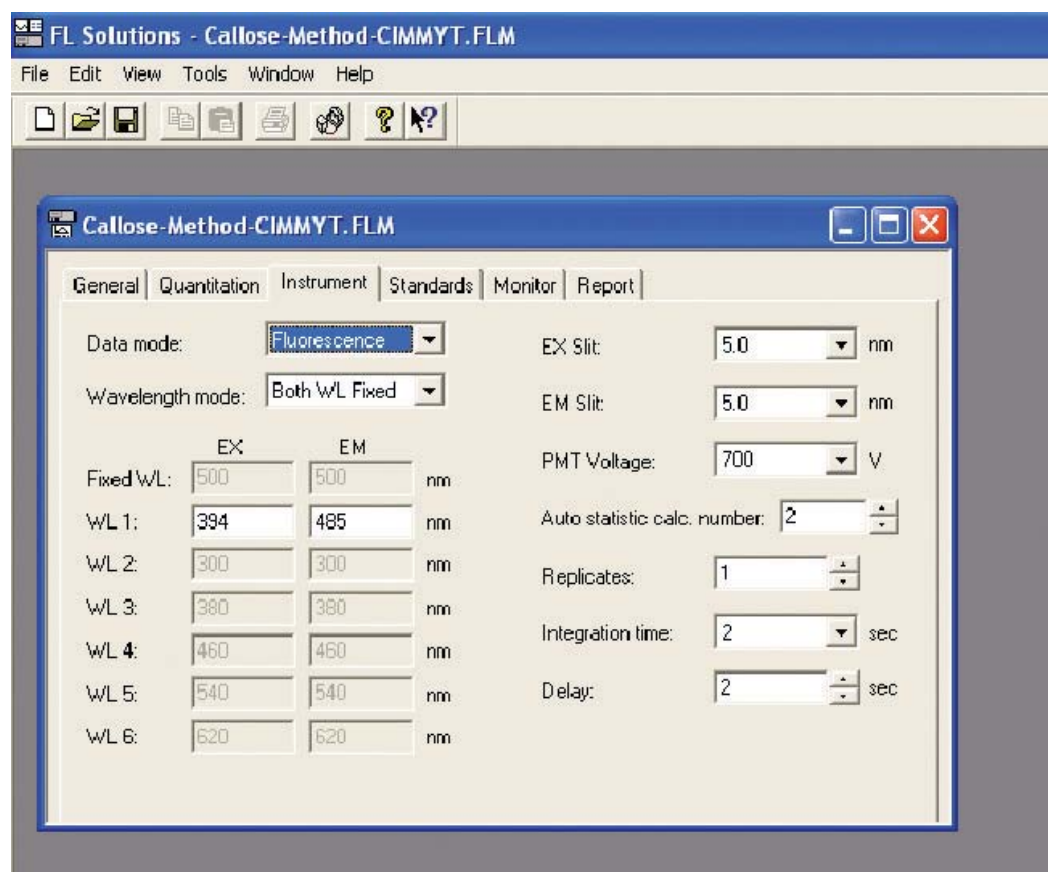 FL Solutions - Callose-Method-CIMMYT.FLM
File Edit View Tools Window Help
Callose-Method-CIMMYT.FLM
General Quantitation Instrument Standards Monitor Report
Data mode: Fluorescence
Wavelength mode: Both WL Fixed
EX EM
Fixed WL: 500 500 nm
WL 1: 394 485 nm
WL 2: 300 300 nm
WL 3: 380 380 nm
WL 4: 460 460 nm
WL 5: 540 540 nm
WL 6: 620 620 nm
EX Slit: 5.0 nm
EM Slit: 5.0 nm
PMT Voltage: 700 V
Auto statistic calc. number: 2
Replicates: 1
Integration time: 2 sec
Delay: 2 sec